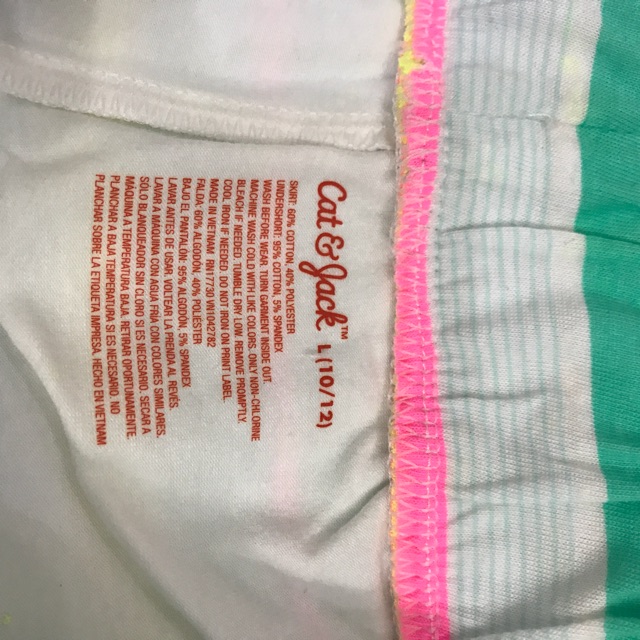 Cat & Jack™ L (10/12)
SKIRT: 60% COTTON, 40% POLYESTER
UNDERSHORT: 95% COTTON, 5% SPANDEX
WASH BEFORE WEAR. TURN GARMENT INSIDE OUT.
MACHINE WASH COLD WITH LIKE COLORS. ONLY NON-CHLORINE
BLEACH IF NEEDED. TUMBLE DRY LOW. REMOVE PROMPTLY.
COOL IRON IF NEEDED. DO NOT IRON ON PRINT LABEL.
MADE IN VIETNAM RN17730 W1042782
FALDA: 60% ALGODÓN, 40% POLIÉSTER
BAJO EL PANTALÓN: 95% ALGODÓN, 5% SPANDEX
LAVAR ANTES DE USAR. VOLTEAR LA PRENDA AL REVÉS.
LAVAR A MÁQUINA CON AGUA FRÍA CON COLORES SIMILARES.
SÓLO BLANQUEADOR SIN CLORO SI ES NECESARIO. SECAR A
MÁQUINA A TEMPERATURA BAJA. RETIRAR OPORTUNAMENTE.
PLANCHAR A BAJA TEMPERATURA SI ES NECESARIO. NO
PLANCHAR SOBRE LA ETIQUETA IMPRESA. HECHO EN VIETNAM